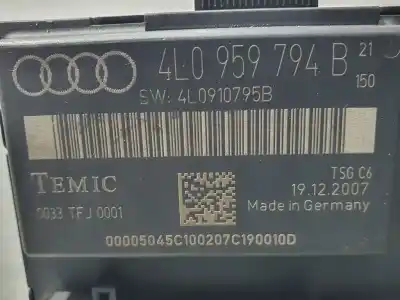 4L0 959 794 B 21
150
SW: 4L0910795B
TEMIC
TSG C6
19.12.2007
0033 TFJ 0001
Made in Germany
00005045C100207C190010D